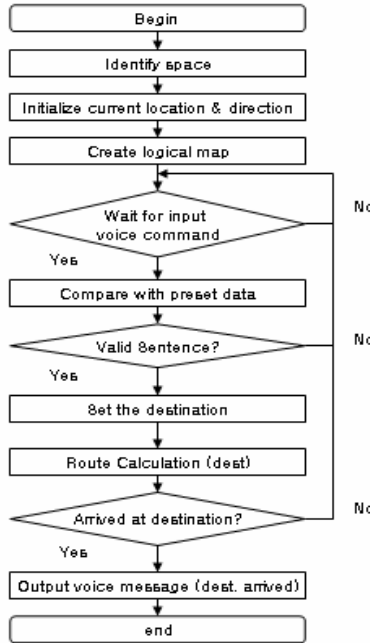 Begin
Identify space
Initialize current location & direction
Create logical map
Wait for input
voice command
No
Yes
Compare with preset data
Valid Sentence?
No
Yes
Set the destination
Route Calculation (dest)
Arrived at destination?
No
Yes
Output voice message (dest. arrived)
end